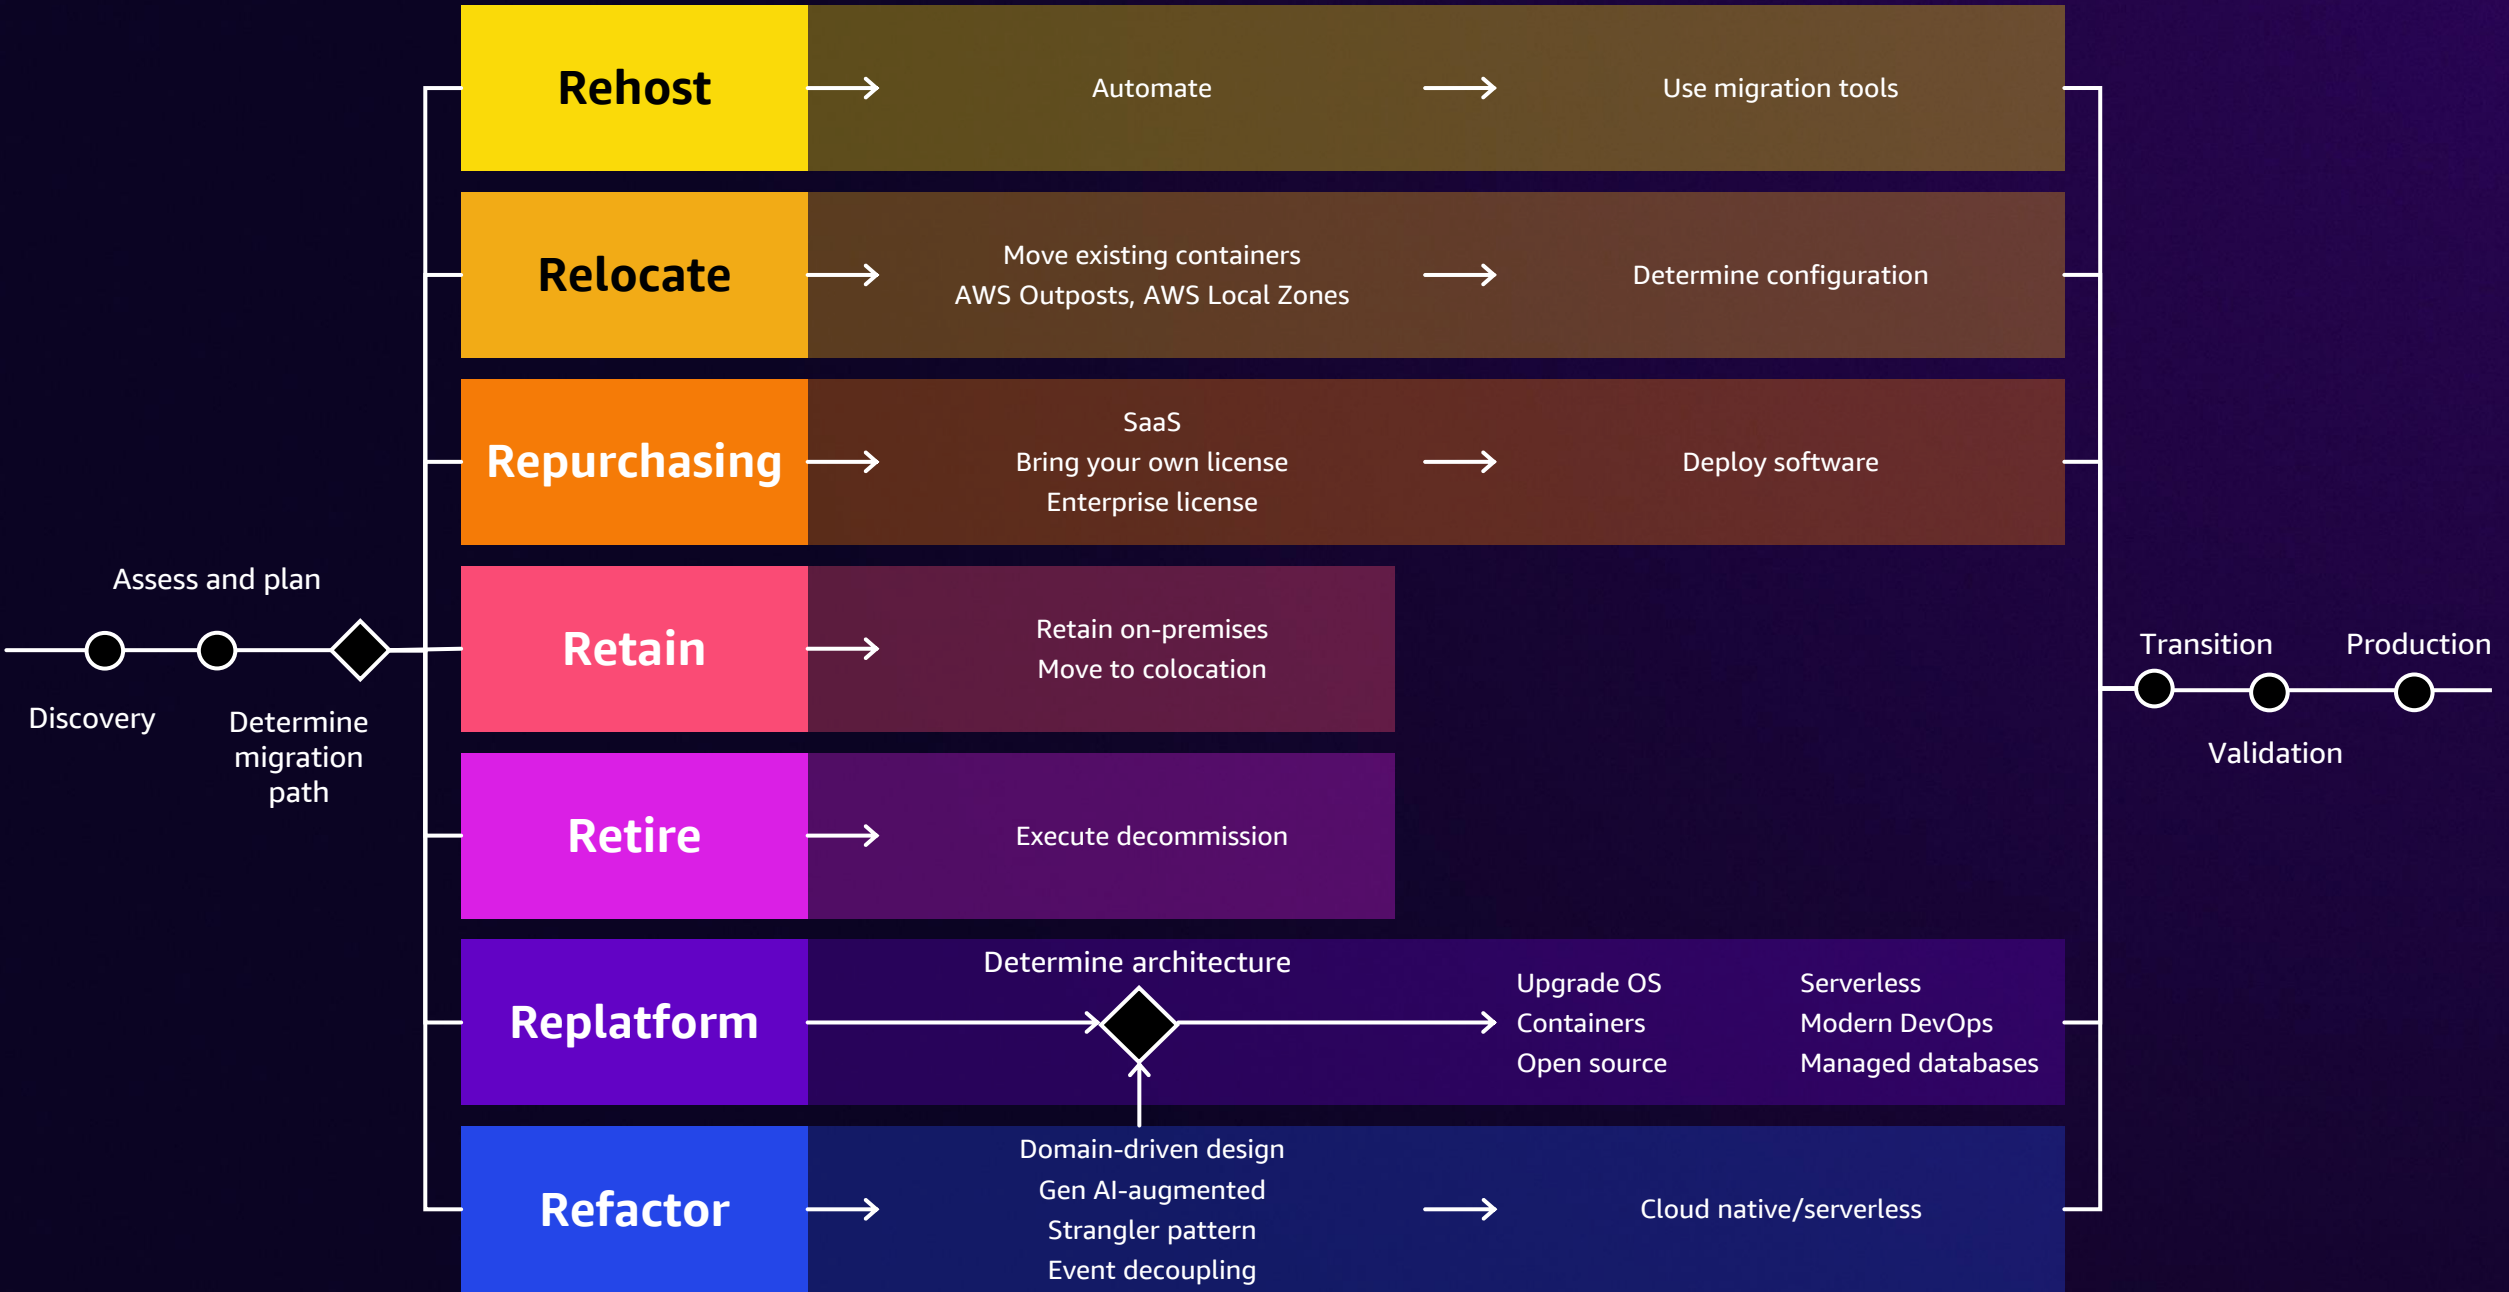 Assess and plan
Discovery
Determine
migration
path
Rehost
Automate
Use migration tools
Relocate
Move existing containers
AWS Outposts, AWS Local Zones
Determine configuration
Repurchasing
SaaS
Bring your own license
Enterprise license
Deploy software
Retain
Retain on-premises
Move to colocation
Retire
Execute decommission
Replatform
Determine architecture
Upgrade OS
Containers
Open source
Serverless
Modern DevOps
Managed databases
Refactor
Domain-driven design
Gen AI-augmented
Strangler pattern
Event decoupling
Cloud native/serverless
Transition
Validation
Production